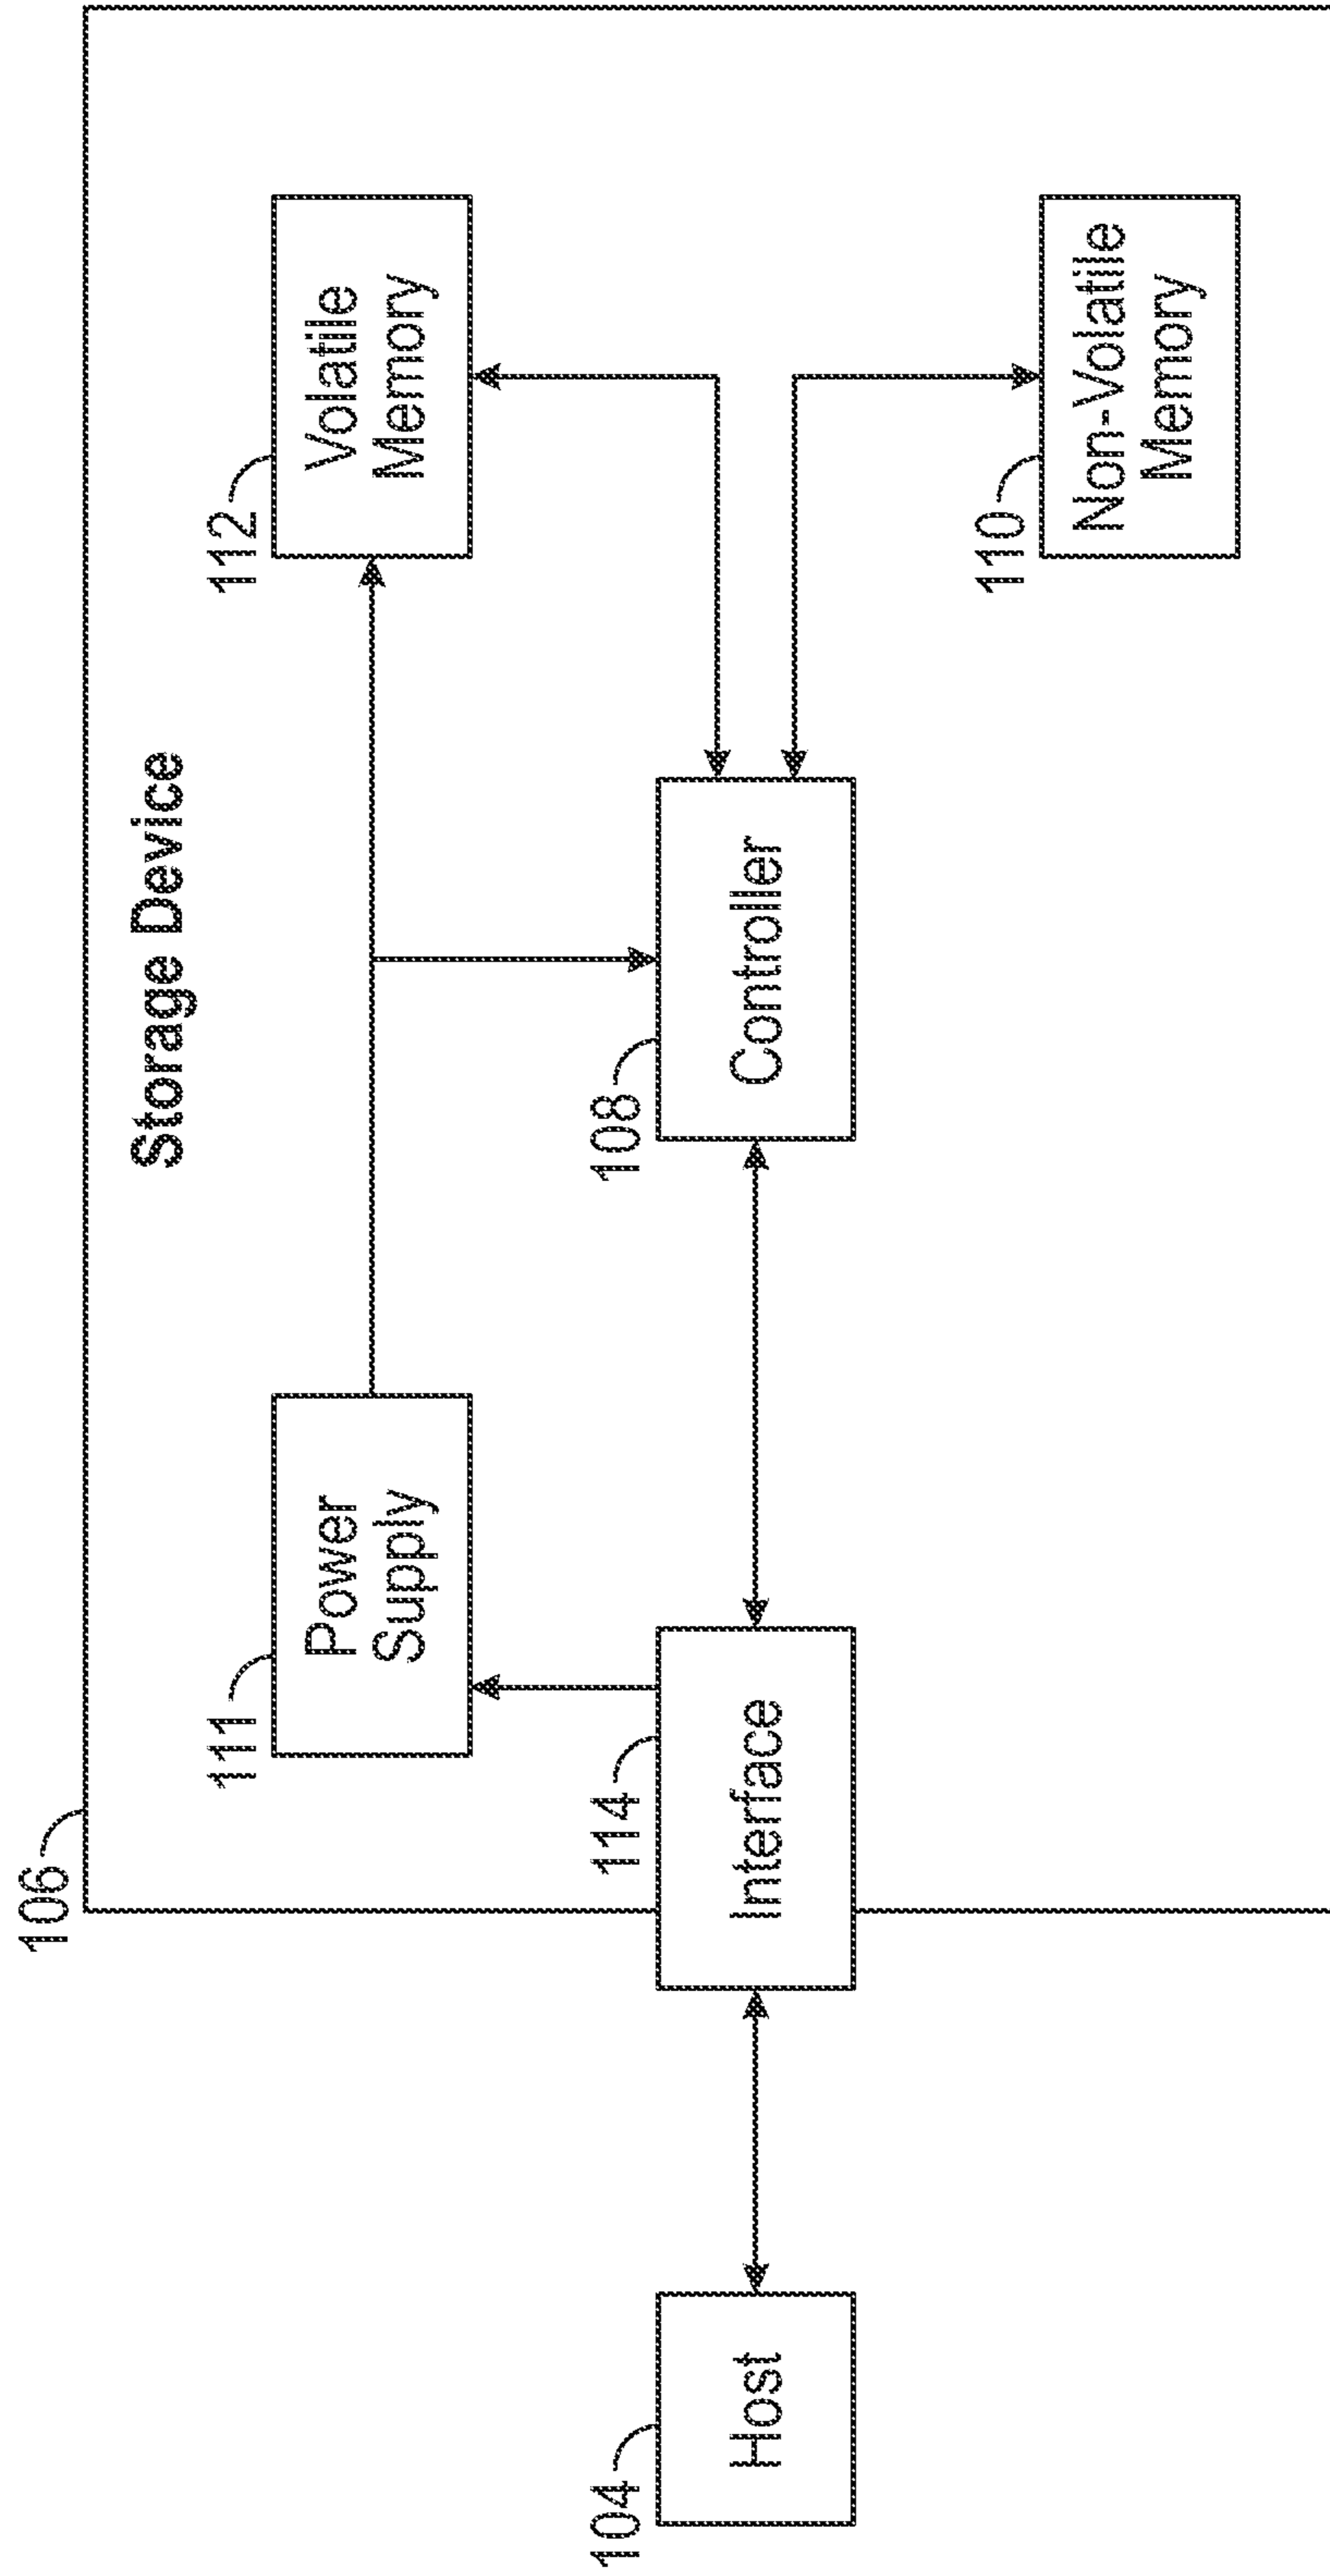 106
Storage Device
111
Power
Supply
112
Volatile
Memory
104
Host
114
Interface
108
Controller
110
Non-Volatile
Memory